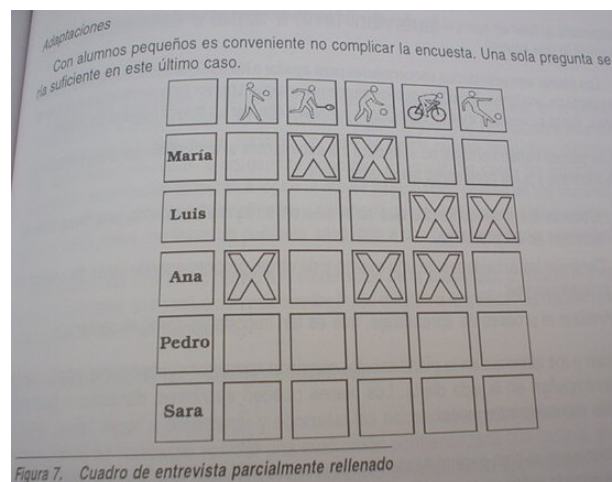 Adaptaciones
Con alumnos pequeños es conveniente no complicar la encuesta. Una sola pregunta se
ría suficiente en este último caso.
María X X
Luis X X
Ana X X X
Pedro
Sara
Figura 7. Cuadro de entrevista parcialmente rellenado